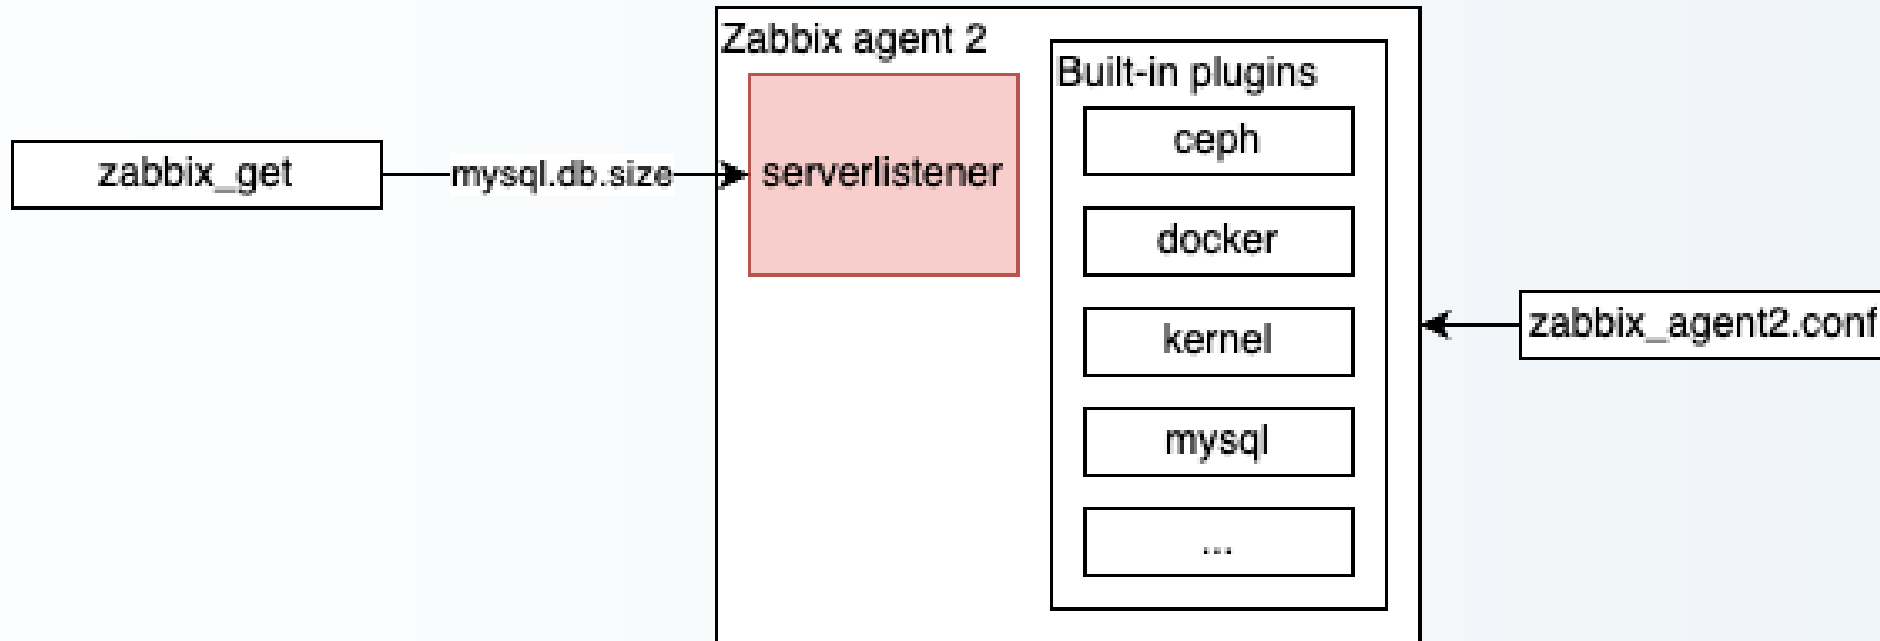 Zabbix agent 2
Built-in plugins
ceph
zabbix_get
mysql.db.size
serverlistener
docker
kernel
zabbix_agent2.conf
mysql
...